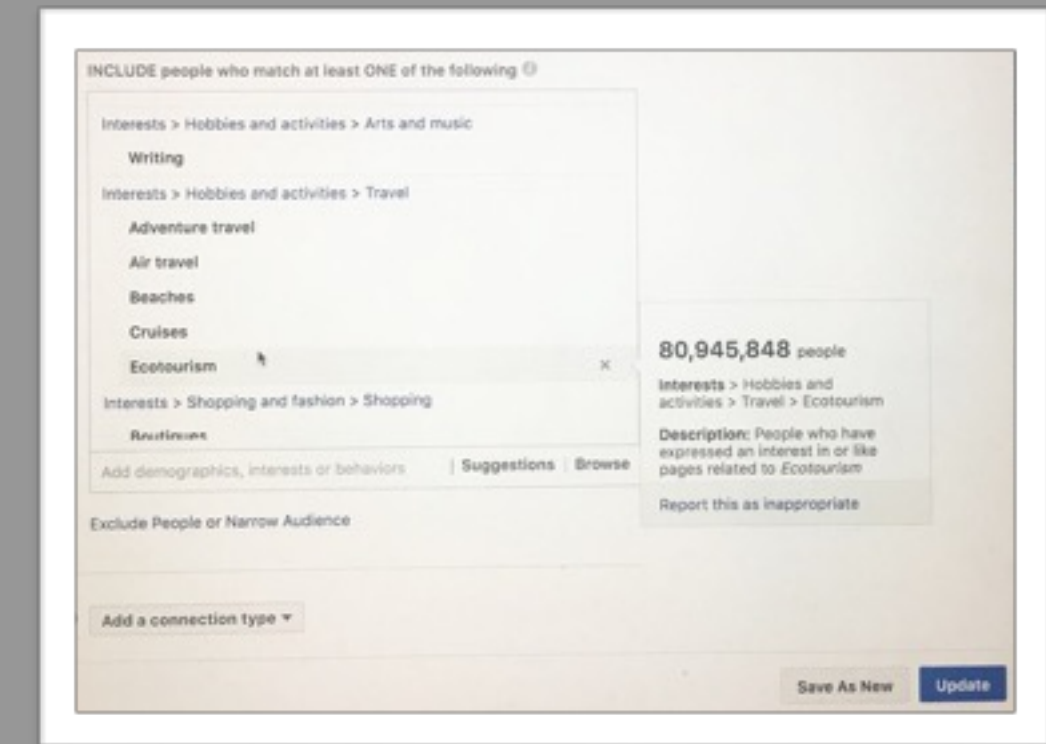 INCLUDE people who match at least ONE of the following
Interests > Hobbies and activities > Arts and music
Writing
Interests > Hobbies and activities > Travel
Adventure travel
Air travel
Beaches
Cruises
Ecotourism
Interests > Shopping and fashion > Shopping
Boutiques
Add demographics, interests or behaviors | Suggestions | Browse
Exclude People or Narrow Audience
Add a connection type
80,945,848 people
Interests > Hobbies and
activities > Travel > Ecotourism
Description: People who have
expressed an interest in or like
pages related to Ecotourism
Report this as inappropriate
Save As New
Update